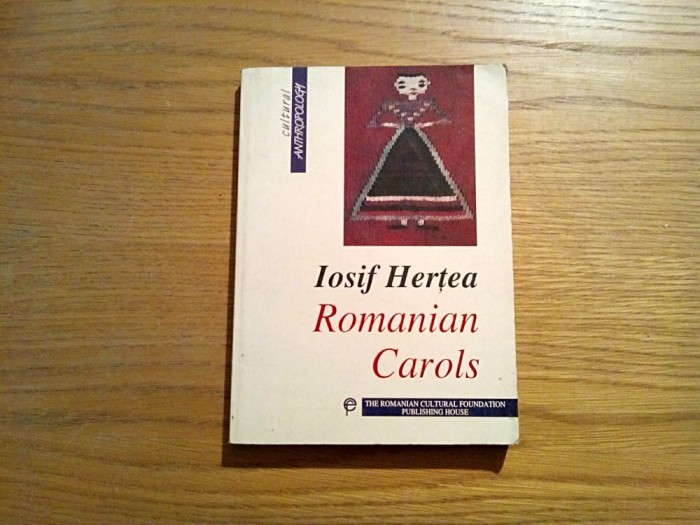 cultural
ANTHROPOLOGY
Iosif Herțea
Romanian
Carols
THE ROMANIAN CULTURAL FOUNDATION
PUBLISHING HOUSE